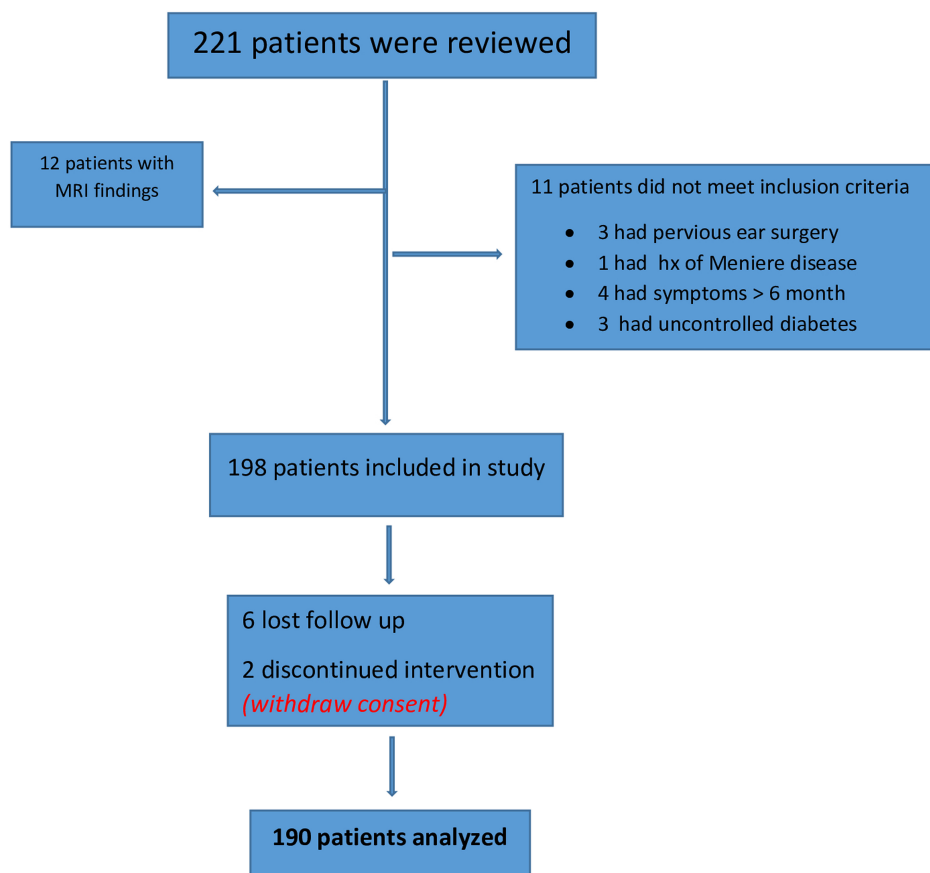 221 patients were reviewed
12 patients with
MRI findings
11 patients did not meet inclusion criteria
• 3 had pervious ear surgery
• 1 had hx of Meniere disease
• 4 had symptoms > 6 month
• 3 had uncontrolled diabetes
198 patients included in study
6 lost follow up
2 discontinued intervention
(withdraw consent)
190 patients analyzed